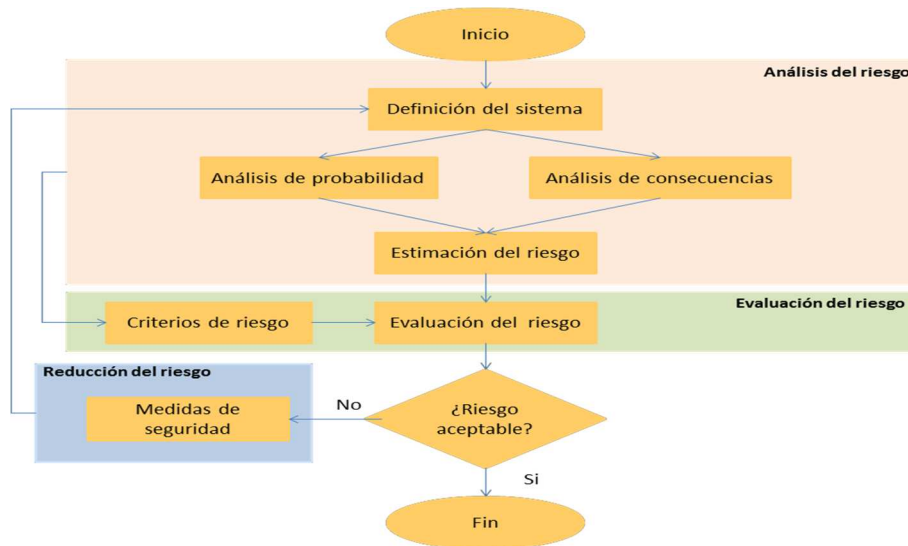 Inicio
Análisis del riesgo
Definición del sistema
Análisis de probabilidad
Análisis de consecuencias
Estimación del riesgo
Evaluación del riesgo
Criterios de riesgo
Evaluación del riesgo
Reducción del riesgo
Medidas de
seguridad
No
¿Riesgo
aceptable?
Si
Fin